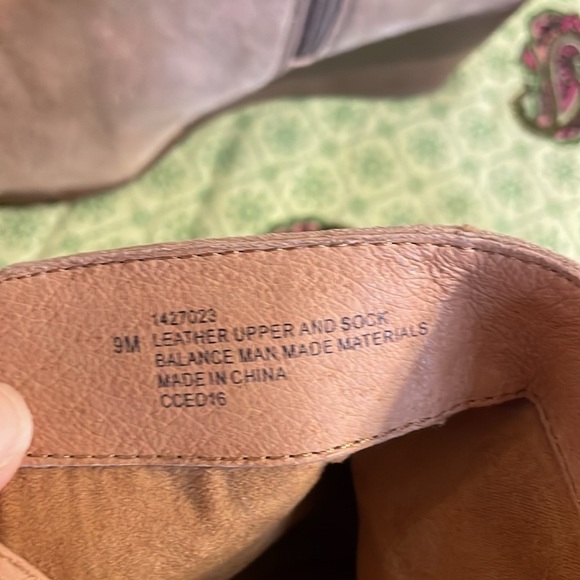 1427023
9M LEATHER UPPER AND SOCK
BALANCE MAN MADE MATERIALS
MADE IN CHINA
CCED16